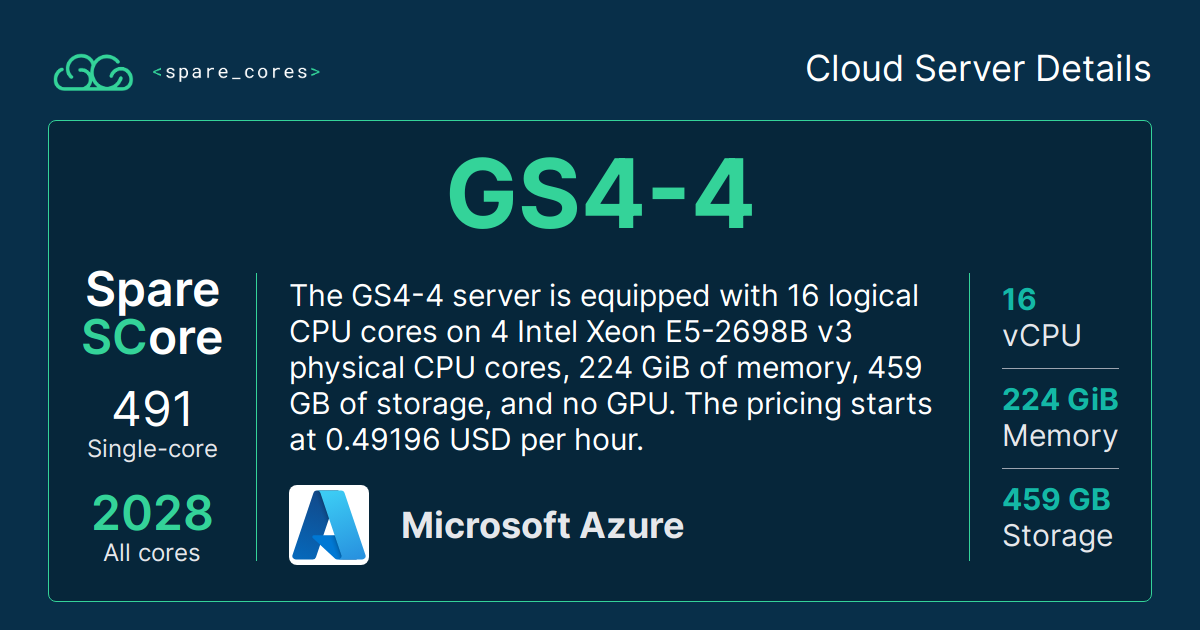 <spare_cores>
Cloud Server Details
GS4-4
Spare
SCore
491
Single-core
2028
All cores
The GS4-4 server is equipped with 16 logical
CPU cores on 4 Intel Xeon E5-2698B v3
physical CPU cores, 224 GiB of memory, 459
GB of storage, and no GPU. The pricing starts
at 0.49196 USD per hour.
Microsoft Azure
16
vCPU
224 GiB
Memory
459 GB
Storage